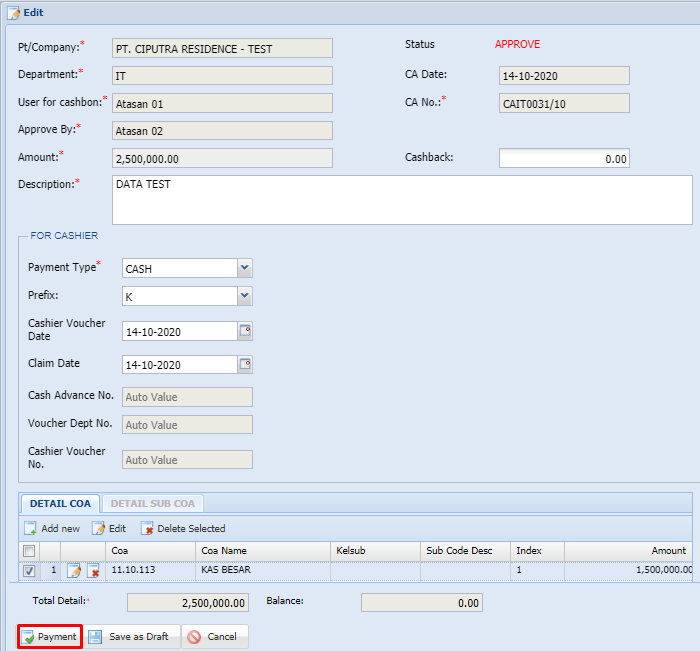 Edit
Pt/Company:* PT. CIPUTRA RESIDENCE - TEST Status APPROVE
Department:* IT CA Date: 14-10-2020
User for cashbon:* Atasan 01 CA No.:* CAIT0031/10
Approve By:* Atasan 02
Amount:* 2,500,000.00 Cashback: 0.00
Description:* DATA TEST
FOR CASHIER
Payment Type* CASH
Prefix: K
Cashier Voucher
Date 14-10-2020
Claim Date 14-10-2020
Cash Advance No. Auto Value
Voucher Dept No. Auto Value
Cashier Voucher
No. Auto Value
DETAIL COA DETAIL SUB COA
Add new Edit Delete Selected
Coa Coa Name Kelsub Sub Code Desc Index Amount
1 11.10.113 KAS BESAR 1 1,500,000.00
Total Detail:* 2,500,000.00 Balance: 0.00
Payment Save as Draft Cancel